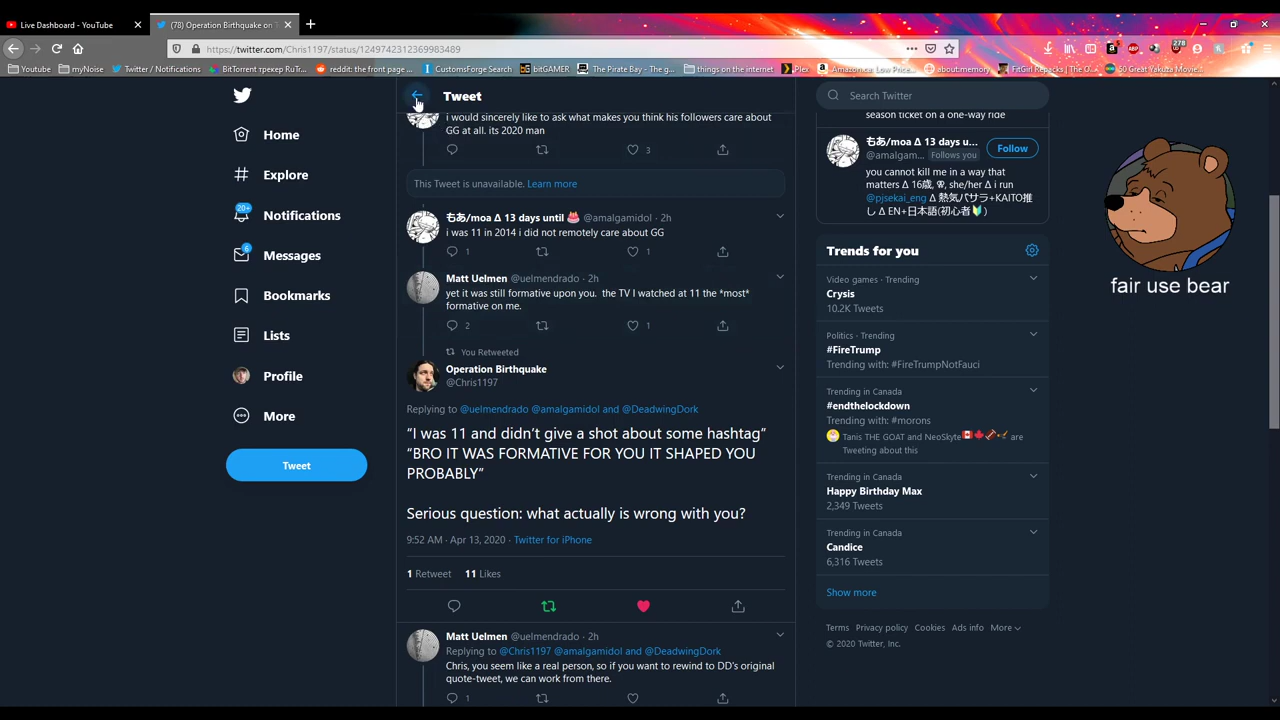 Live Dashboard - YouTube
(78) Operation Birthquake on T
https://twitter.com/Chris1197/status/1249742312369983489
278
Youtube
myNoise
Twitter / Notifications
BitTorrent трекер RuTr...
reddit: the front page ...
CustomsForge Search
bitGAMER
The Pirate Bay - The g...
things on the internet
Plex
Amazon.ca: Low Price...
about:memory
FitGirl Repacks | The O...
50 Great Yakuza Movie...
Home
Explore
20+
Notifications
6
Messages
Bookmarks
Lists
Profile
More
Tweet
Tweet
i would sincerely like to ask what makes you think his followers care about
GG at all. its 2020 man
3
This Tweet is unavailable. Learn more
もあ/moa Δ 13 days until @amalgamidol · 2h
i was 11 in 2014 i did not remotely care about GG
1
1
Matt Uelmen @uelmendrado · 2h
yet it was still formative upon you. the TV I watched at 11 the *most*
formative on me.
2
1
You Retweeted
Operation Birthquake
@Chris1197
Replying to @uelmendrado @amalgamidol and @DeadwingDork
“I was 11 and didn’t give a shot about some hashtag”
“BRO IT WAS FORMATIVE FOR YOU IT SHAPED YOU
PROBABLY”
Serious question: what actually is wrong with you?
9:52 AM · Apr 13, 2020 · Twitter for iPhone
1 Retweet 11 Likes
Matt Uelmen @uelmendrado · 2h
Replying to @Chris1197 @amalgamidol and @DeadwingDork
Chris, you seem like a real person, so if you want to rewind to DD's original
quote-tweet, we can work from there.
1
Search Twitter
season ticket on a one-way ride
もあ/moa Δ 13 days u...
@amalgam... Follows you
Follow
you cannot kill me in a way that
matters Δ 16歳, she/her Δ i run
@pjsekai_eng Δ 熱気バサラ+KAITO推
し Δ EN+日本語(初心者)
Trends for you
Video games · Trending
Crysis
10.2K Tweets
Politics · Trending
#FireTrump
Trending with: #FireTrumpNotFauci
Trending in Canada
#endthelockdown
Trending with: #morons
Tanis THE GOAT and NeoSkyte are
Tweeting about this
Trending in Canada
Happy Birthday Max
2,349 Tweets
Trending in Canada
Candice
6,316 Tweets
Show more
Terms Privacy policy Cookies Ads info More
© 2020 Twitter, Inc.
fair use bear